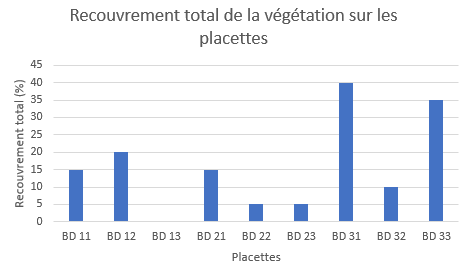 Recouvrement total de la végétation sur les
placettes
Recouvrement total (%)
45
40
35
30
25
20
15
10
5
0
BD 11 BD 12 BD 13 BD 21 BD 22 BD 23 BD 31 BD 32 BD 33
Placettes